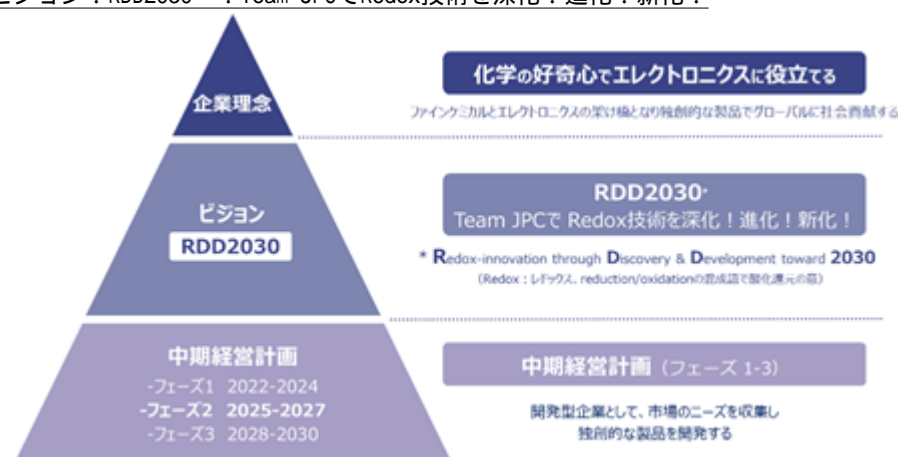 ビジョン：RDD2030 ：Team JPCでRedox技術を深化！進化！新化！
企業理念
化学の好奇心でエレクトロニクスに役立てる
ファインケミカルとエレクトロニクスの架け橋となり独創的な製品でグローバルに社会貢献する
ビジョン
RDD2030
RDD2030*
Team JPCで Redox技術を深化！進化！新化！
* Redox-innovation through Discovery & Development toward 2030
（Redox：レドックス、reduction/oxidationの混成語で酸化還元の意）
中期経営計画
-フェーズ1 2022-2024
-フェーズ2 2025-2027
-フェーズ3 2028-2030
中期経営計画（フェーズ 1-3）
開発型企業として、市場のニーズを収集し
独創的な製品を開発する